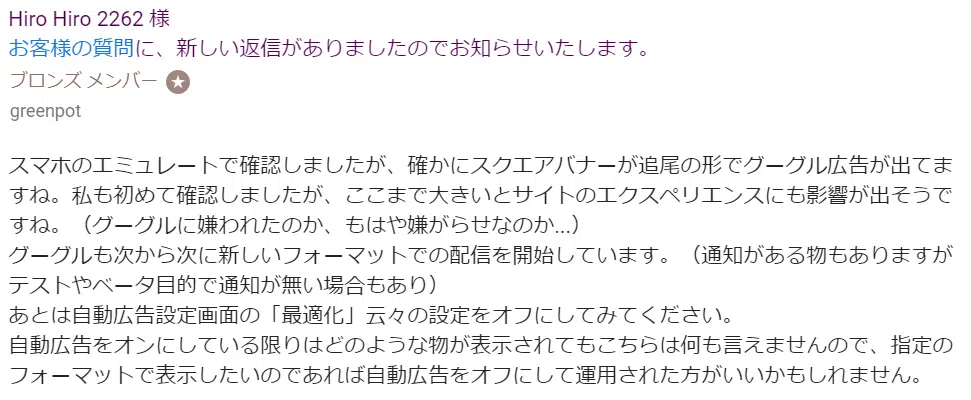 Hiro Hiro 2262 様
お客様の質問に、新しい返信がありましたのでお知らせいたします。
ブロンズ メンバー
greenpot
スマホのエミュレートで確認しましたが、確かにスクエアバナーが追尾の形でグーグル広告が出てま
すね。私も初めて確認しましたが、ここまで大きいとサイトのエクスペリエンスにも影響が出そうで
すね。（グーグルに嫌われたのか、もはや嫌がらせなのか...）
グーグルも次から次に新しいフォーマットでの配信を開始しています。（通知がある物もありますが
テストやベータ目的で通知が無い場合もあり）
あとは自動広告設定画面の「最適化」云々の設定をオフにしてみてください。
自動広告をオンにしている限りはどのような物が表示されてもこちらは何も言えませんので、指定の
フォーマットで表示したいのであれば自動広告をオフにして運用された方がいいかもしれません。